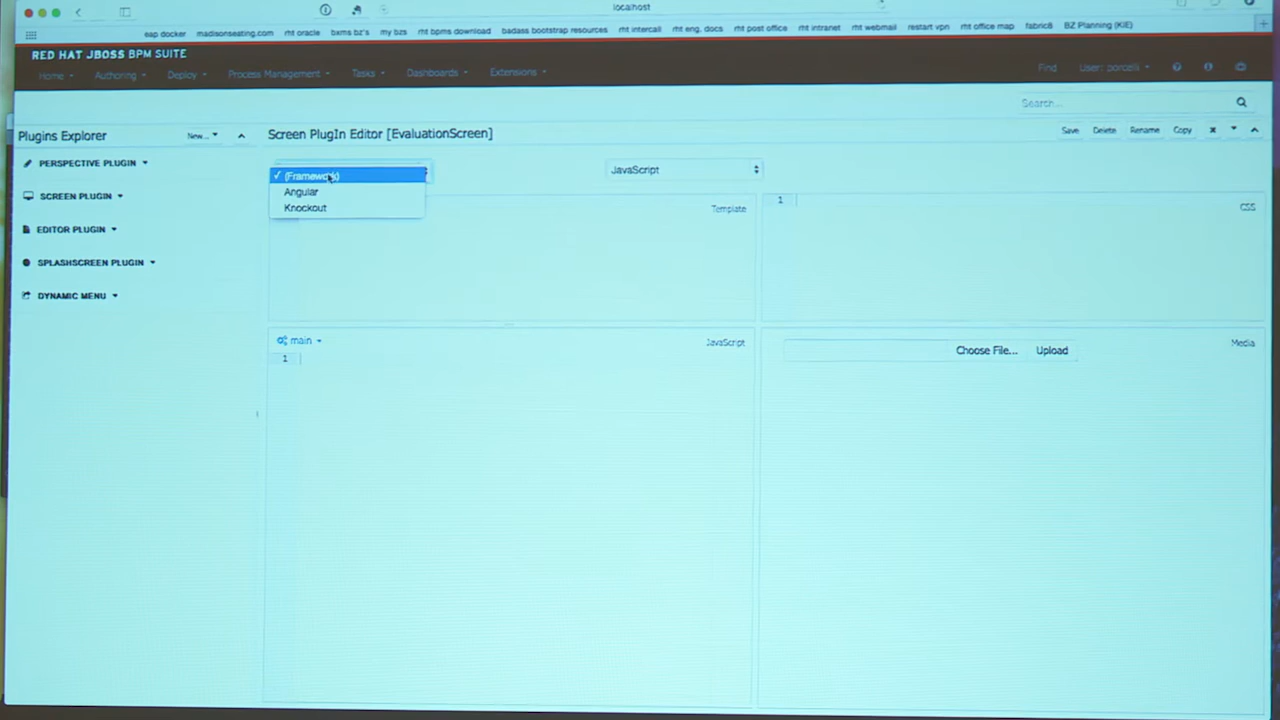 localhost
eap docker madisonseating.com rht oracle bxms bz's my bzs rht bpms download badass bootstrap resources rht intercall rht eng. docs rht post office rht intranet rht webmail restart vpn rht office map fabric8 BZ Planning (KIE)
RED HAT JBOSS BPM SUITE
Home Authoring Deploy Process Management Tasks Dashboards Extensions Find User: porcelli
Search...
Plugins Explorer New... Screen PlugIn Editor [EvaluationScreen] Save Delete Rename Copy
PERSPECTIVE PLUGIN
(Framework) JavaScript
Angular
SCREEN PLUGIN
Knockout Template 1 CSS
EDITOR PLUGIN
SPLASHSCREEN PLUGIN
DYNAMIC MENU
main JavaScript Media
1 Choose File... Upload